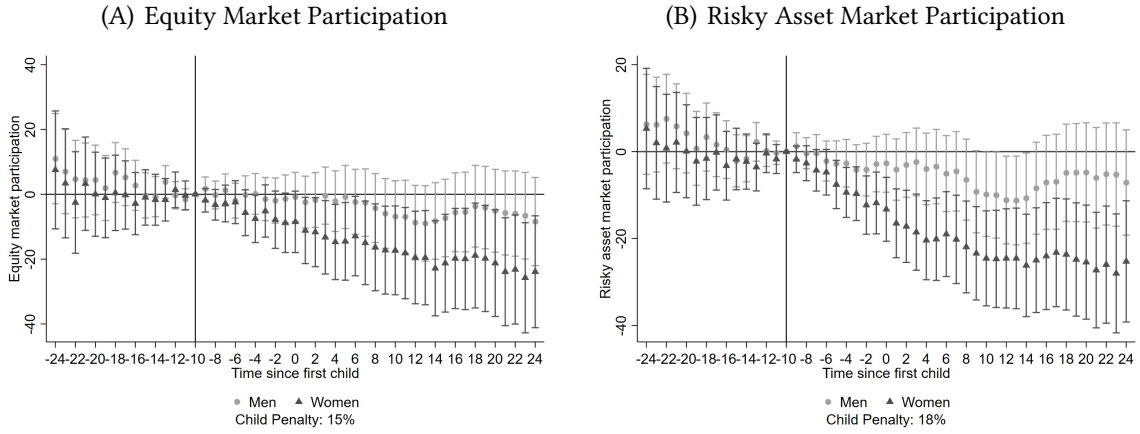 (A) Equity Market Participation
Equity market participation
40
20
0
-20
-40
-24-22-20-18-16-14-12-10 -8 -6 -4 -2 0 2 4 6 8 10 12 14 16 18 20 22 24
Time since first child
Men Women
Child Penalty: 15%
(B) Risky Asset Market Participation
Risky asset market participation
20
0
-20
-40
-24-22-20-18-16-14-12-10 -8 -6 -4 -2 0 2 4 6 8 10 12 14 16 18 20 22 24
Time since first child
Men Women
Child Penalty: 18%